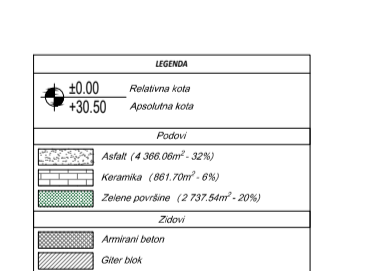 LEGENDA
±0.00 Relativna kota
+30.50 Apsolutna kota
Podovi
Asfalt (4 366.06m² - 32%)
Keramika (861.70m² - 6%)
Zelene površine (2 737.54m² - 20%)
Zidovi
Armirani beton
Giter blok